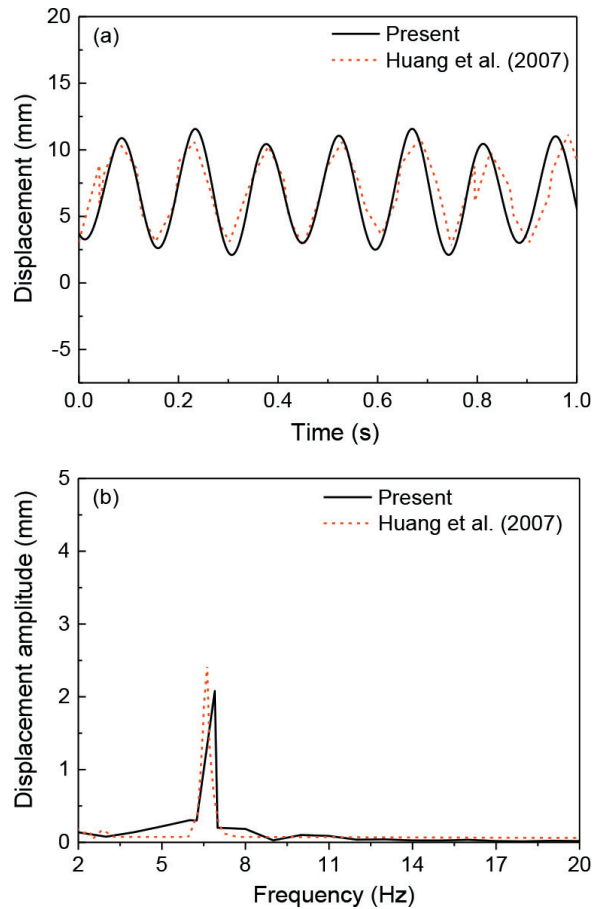 (a)
Present
Huang et al. (2007)
20
15
10
5
0
-5
Displacement (mm)
0.0 0.2 0.4 0.6 0.8 1.0
Time (s)
(b)
Present
Huang et al. (2007)
5
4
3
2
1
0
Displacement amplitude (mm)
2 5 8 11 14 17 20
Frequency (Hz)